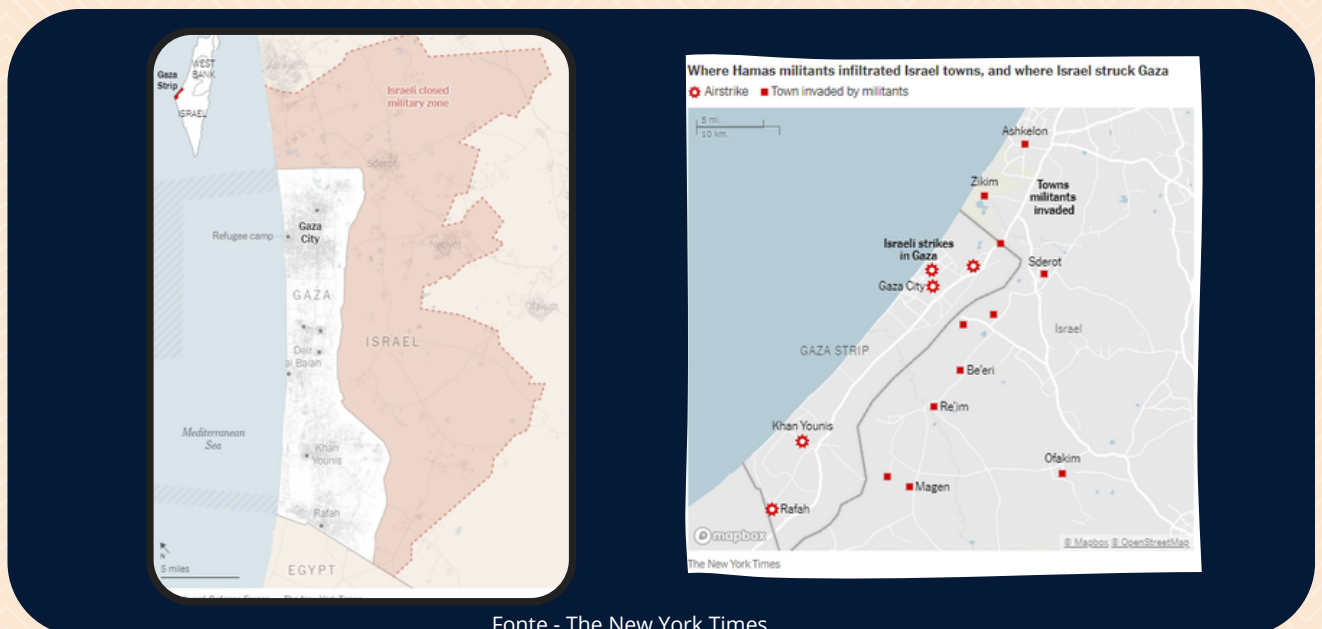 WEST
BANK
Gaza
Strip
ISRAEL
Israeli closed
military zone
Sderot
Gaza
City
Refugee camp
GAZA
ISRAEL
Deir
al Balah
Mediterranean
Sea
Khan
Younis
Rafah
N
5 miles
EGYPT
The New York Times
Where Hamas militants infiltrated Israel towns, and where Israel struck Gaza
Airstrike Town invaded by militants
5 mi.
10 km.
Ashkelon
Zikim
Towns
militants
invaded
Israeli strikes
in Gaza
Sderot
Gaza City
Israel
GAZA STRIP
Be'eri
Re'im
Khan Younis
Ofakim
Magen
Rafah
mapbox
© Mapbox © OpenStreetMap
The New York Times
Fonte - The New York Times